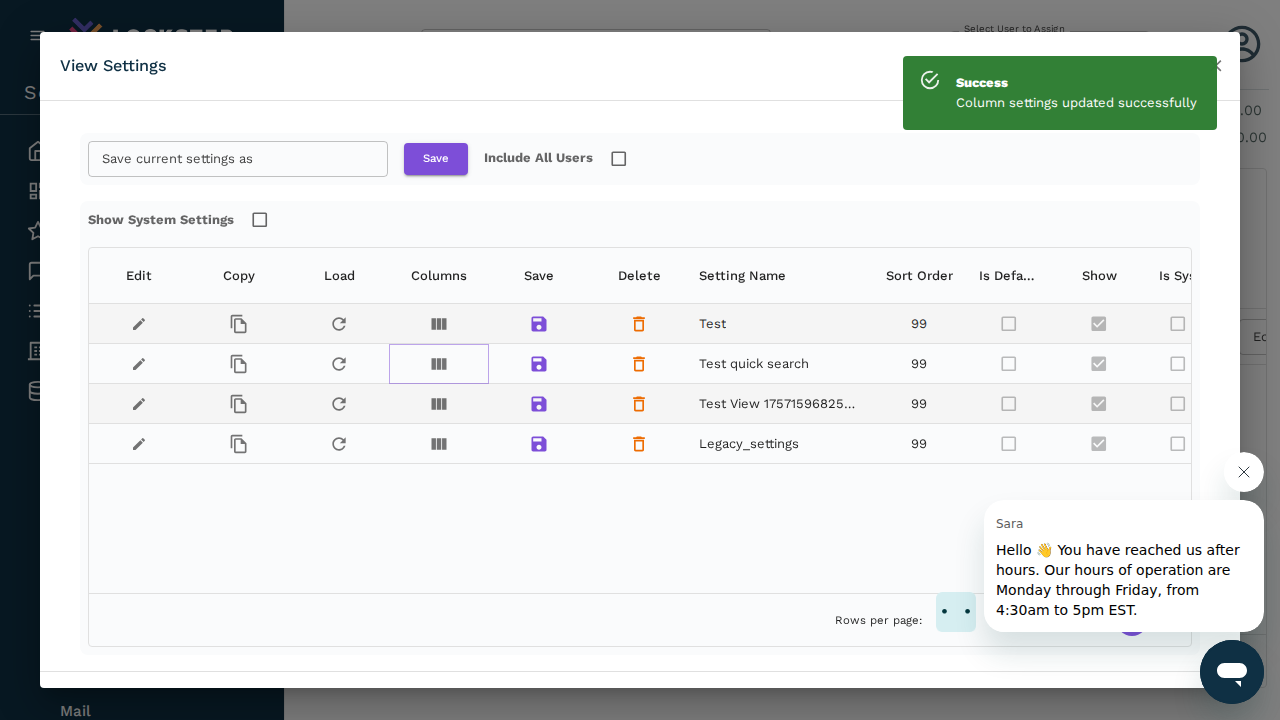 Select User to Assign
View Settings
Success
Column settings updated successfully
Save current settings as
Save
Include All Users
Show System Settings
Edit Copy Load Columns Save Delete Setting Name Sort Order Is Defa... Show Is Sys
Test 99
Test quick search 99
Test View 17571596825... 99
Legacy_settings 99
Sara
Hello 👋 You have reached us after
hours. Our hours of operation are
Monday through Friday, from
4:30am to 5pm EST.
Rows per page:
Mail